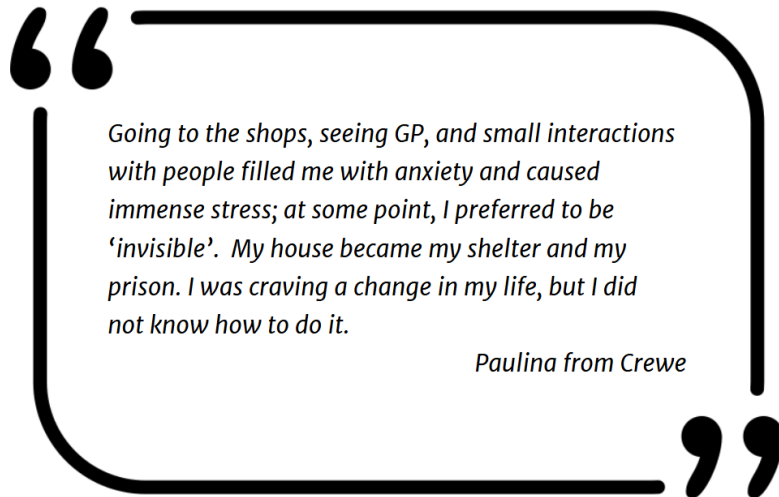 Going to the shops, seeing GP, and small interactions
with people filled me with anxiety and caused
immense stress; at some point, I preferred to be
‘invisible’.  My house became my shelter and my
prison. I was craving a change in my life, but I did
not know how to do it.
Paulina from Crewe